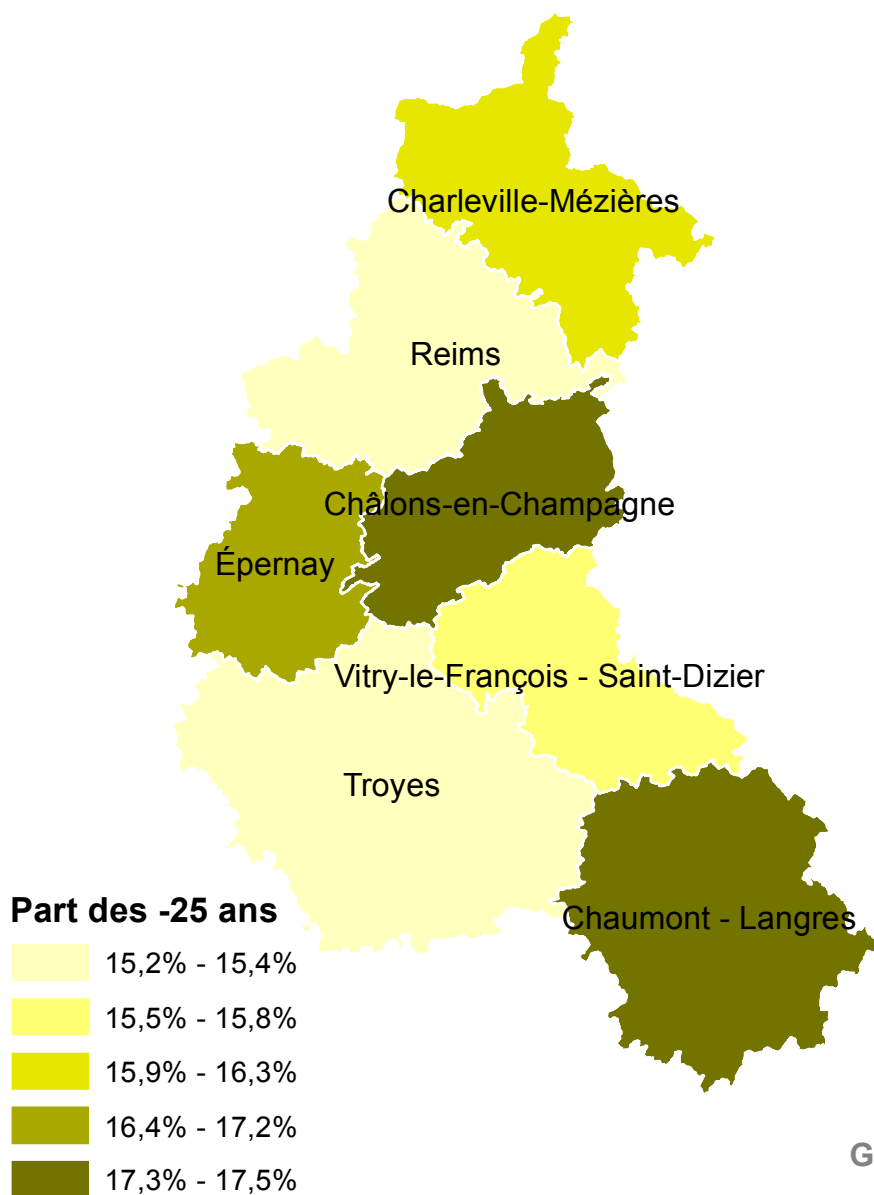 Charleville-Mézières
Reims
Châlons-en-Champagne
Épernay
Vitry-le-François - Saint-Dizier
Troyes
Chaumont - Langres
Part des -25 ans
15,2% - 15,4%
15,5% - 15,8%
15,9% - 16,3%
16,4% - 17,2%
17,3% - 17,5%
G